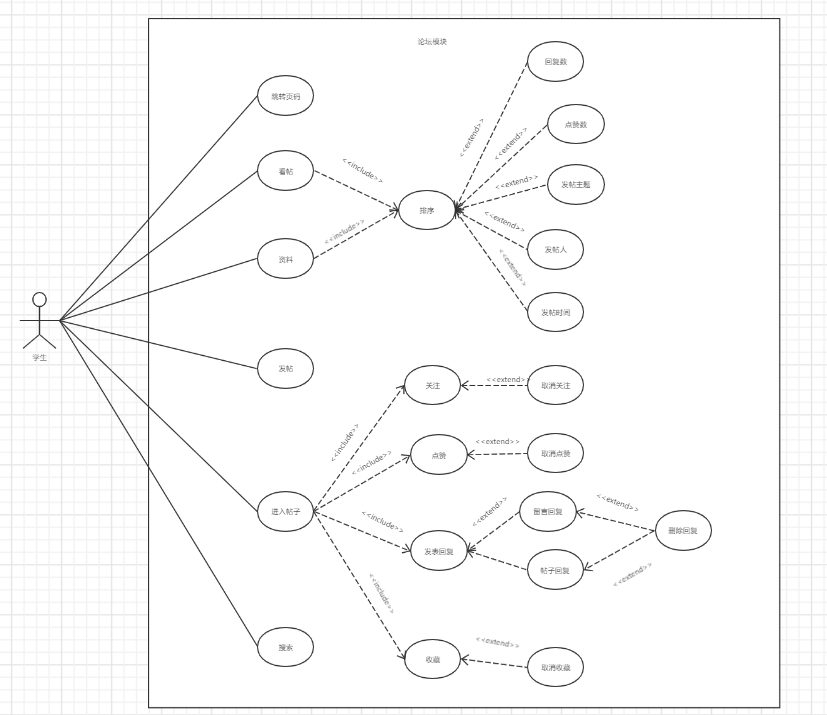 论坛模块
回复数
跳转页码
点赞数
<<extend>>
<<extend>>
看帖
<<include>>
发帖主题
<<extend>>
排序
<<extend>>
<<include>>
资料
发帖人
<<extend>>
发帖时间
学生
发帖
关注
<<extend>>
取消关注
<<include>>
点赞
<<extend>>
取消点赞
<<include>>
进入帖子
<<include>>
<<extend>>
留言回复
<<extend>>
删除回复
发表回复
帖子回复
<<extend>>
<<include>>
搜索
收藏
<<extend>>
取消收藏